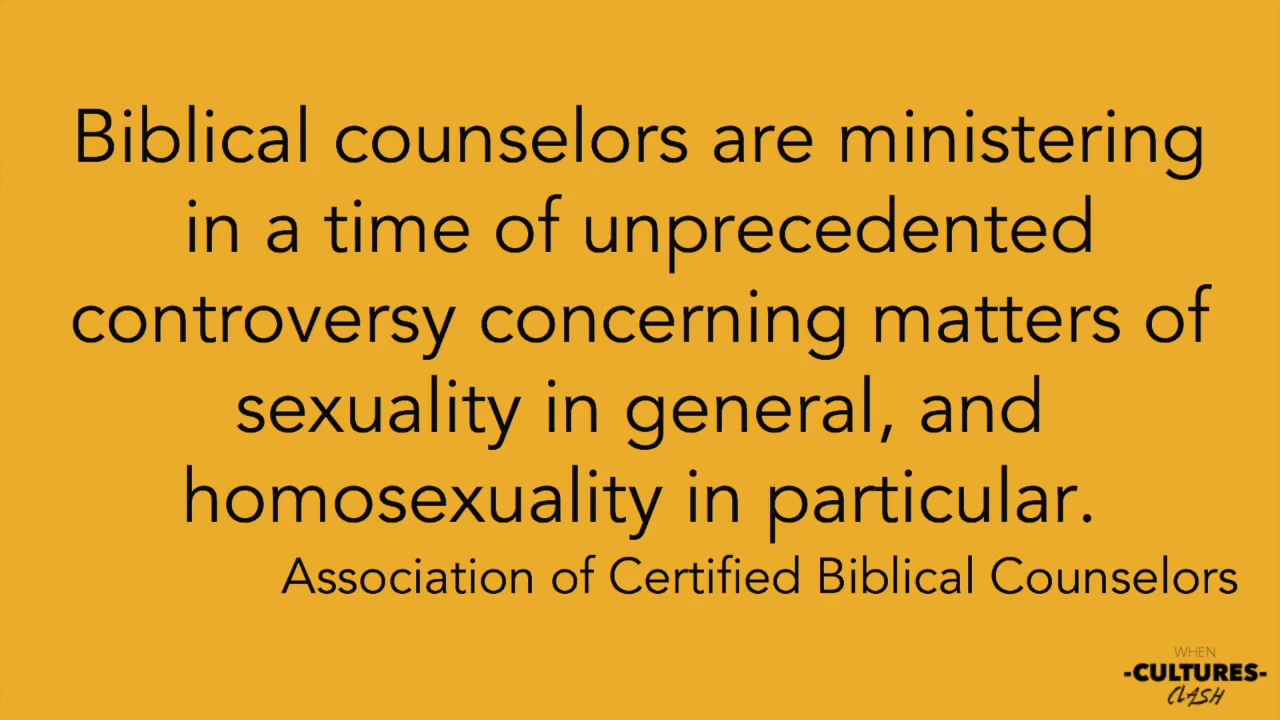 Biblical counselors are ministering
in a time of unprecedented
controversy concerning matters of
sexuality in general, and
homosexuality in particular.
Association of Certified Biblical Counselors
WHEN
-CULTURES-
CLASH